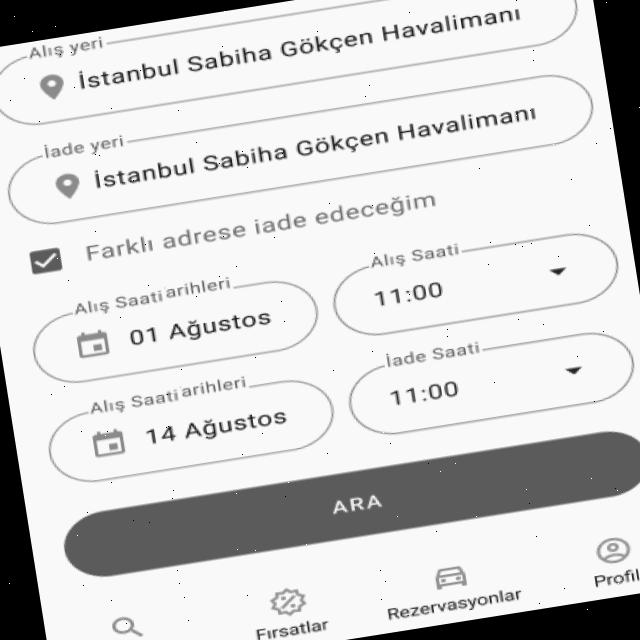 Alış yeri
İstanbul Sabiha Gökçen Havalimanı
İade yeri
İstanbul Sabiha Gökçen Havalimanı
Farklı adrese iade edeceğim
Alış Saati arihleri
01 Ağustos
Alış Saati
11:00
Alış Saati arihleri
14 Ağustos
İade Saati
11:00
ARA
Fırsatlar
Rezervasyonlar
Profil